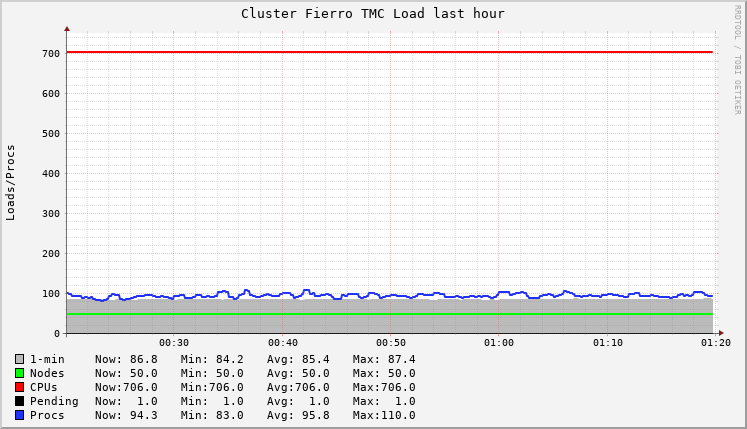 Cluster Fierro TMC Load last hour
RRDTOOL / TOBI OETIKER
Loads/Procs
700
600
500
400
300
200
100
0
00:30 00:40 00:50 01:00 01:10 01:20
1-min Now: 86.8 Min: 84.2 Avg: 85.4 Max: 87.4
Nodes Now: 50.0 Min: 50.0 Avg: 50.0 Max: 50.0
CPUs Now:706.0 Min:706.0 Avg:706.0 Max:706.0
Pending Now: 1.0 Min: 1.0 Avg: 1.0 Max: 1.0
Procs Now: 94.3 Min: 83.0 Avg: 95.8 Max:110.0